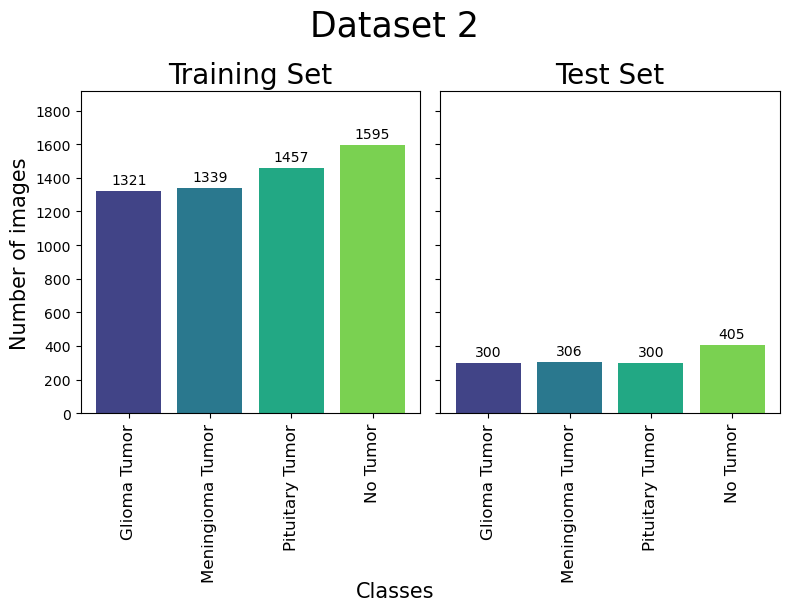 Dataset 2
Training Set
Test Set
Number of images
1800
1600
1400
1200
1000
800
600
400
200
0
1321
1339
1457
1595
300
306
300
405
Glioma Tumor
Meningioma Tumor
Pituitary Tumor
No Tumor
Glioma Tumor
Meningioma Tumor
Pituitary Tumor
No Tumor
Classes